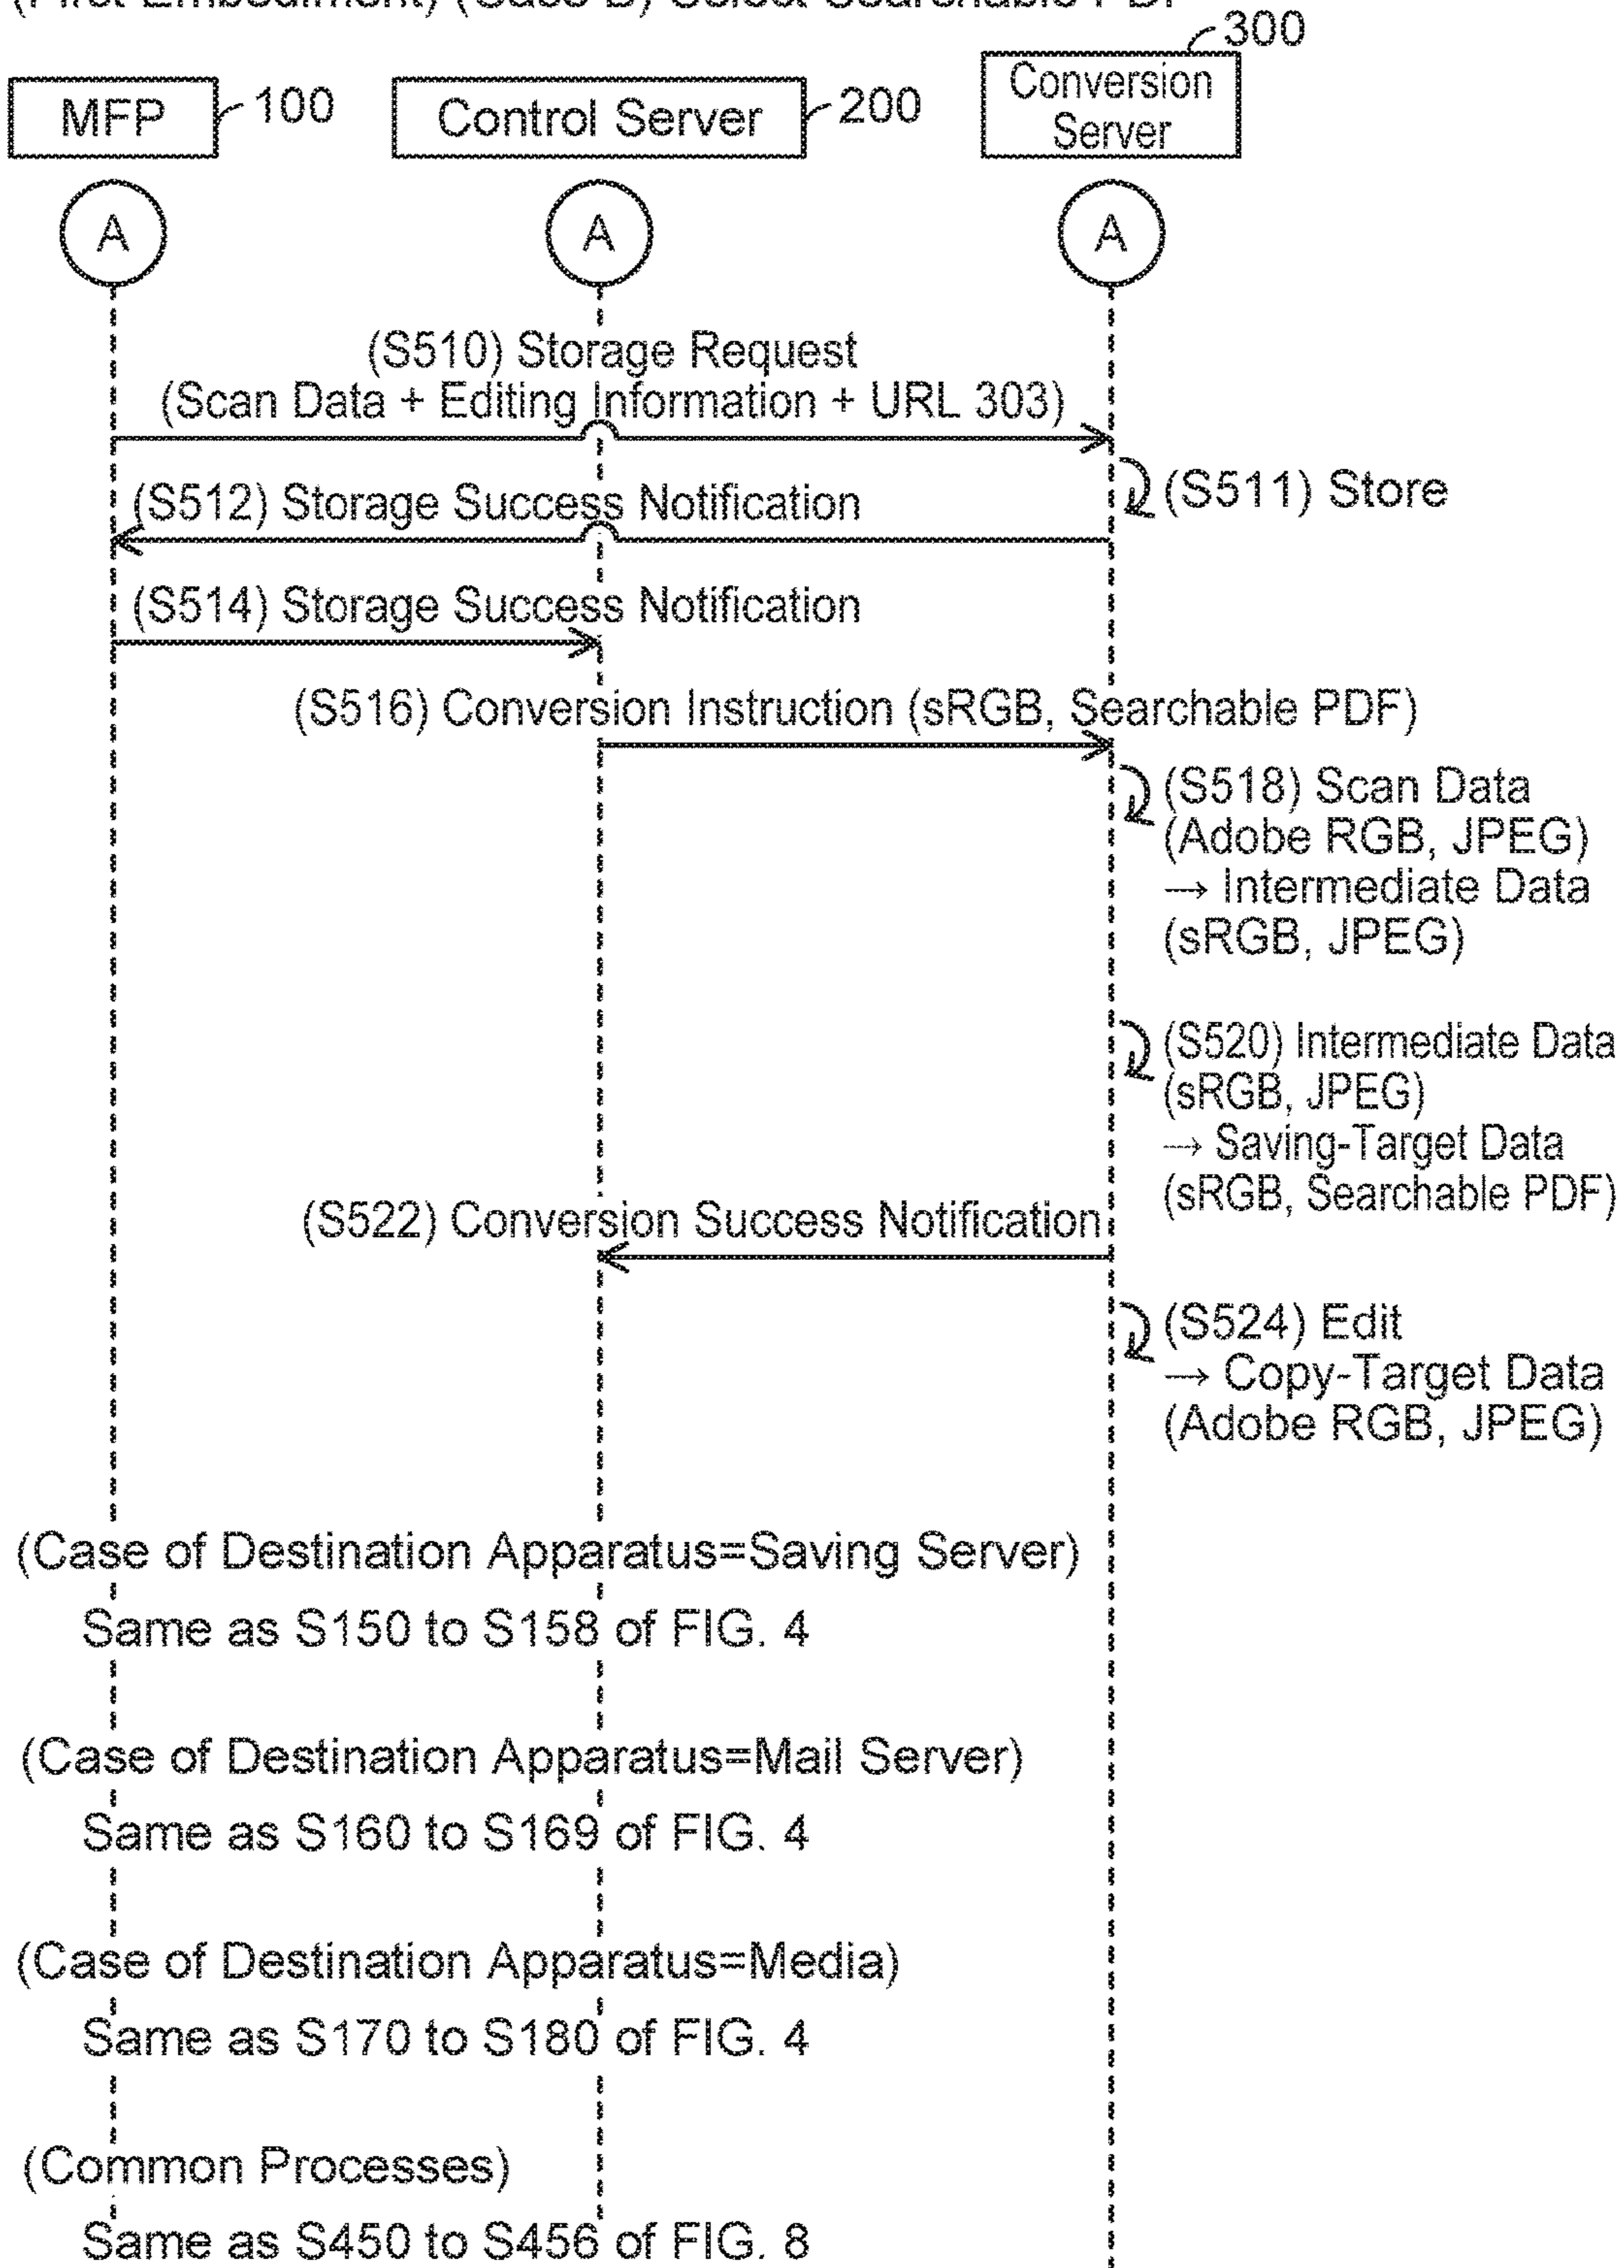 (First Embodiment) (Case B) Select Searchable PDF
300
MFP
100
Control Server
200
Conversion
Server
A
A
A
(S510) Storage Request
(Scan Data + Editing Information + URL 303)
(S511) Store
(S512) Storage Success Notification
(S514) Storage Success Notification
(S516) Conversion Instruction (sRGB, Searchable PDF)
(S518) Scan Data
(Adobe RGB, JPEG)
→ Intermediate Data
(sRGB, JPEG)
(S520) Intermediate Data
(sRGB, JPEG)
→ Saving-Target Data
(sRGB, Searchable PDF)
(S522) Conversion Success Notification
(S524) Edit
→ Copy-Target Data
(Adobe RGB, JPEG)
(Case of Destination Apparatus=Saving Server)
Same as S150 to S158 of FIG. 4
(Case of Destination Apparatus=Mail Server)
Same as S160 to S169 of FIG. 4
(Case of Destination Apparatus=Media)
Same as S170 to S180 of FIG. 4
(Common Processes)
Same as S450 to S456 of FIG. 8